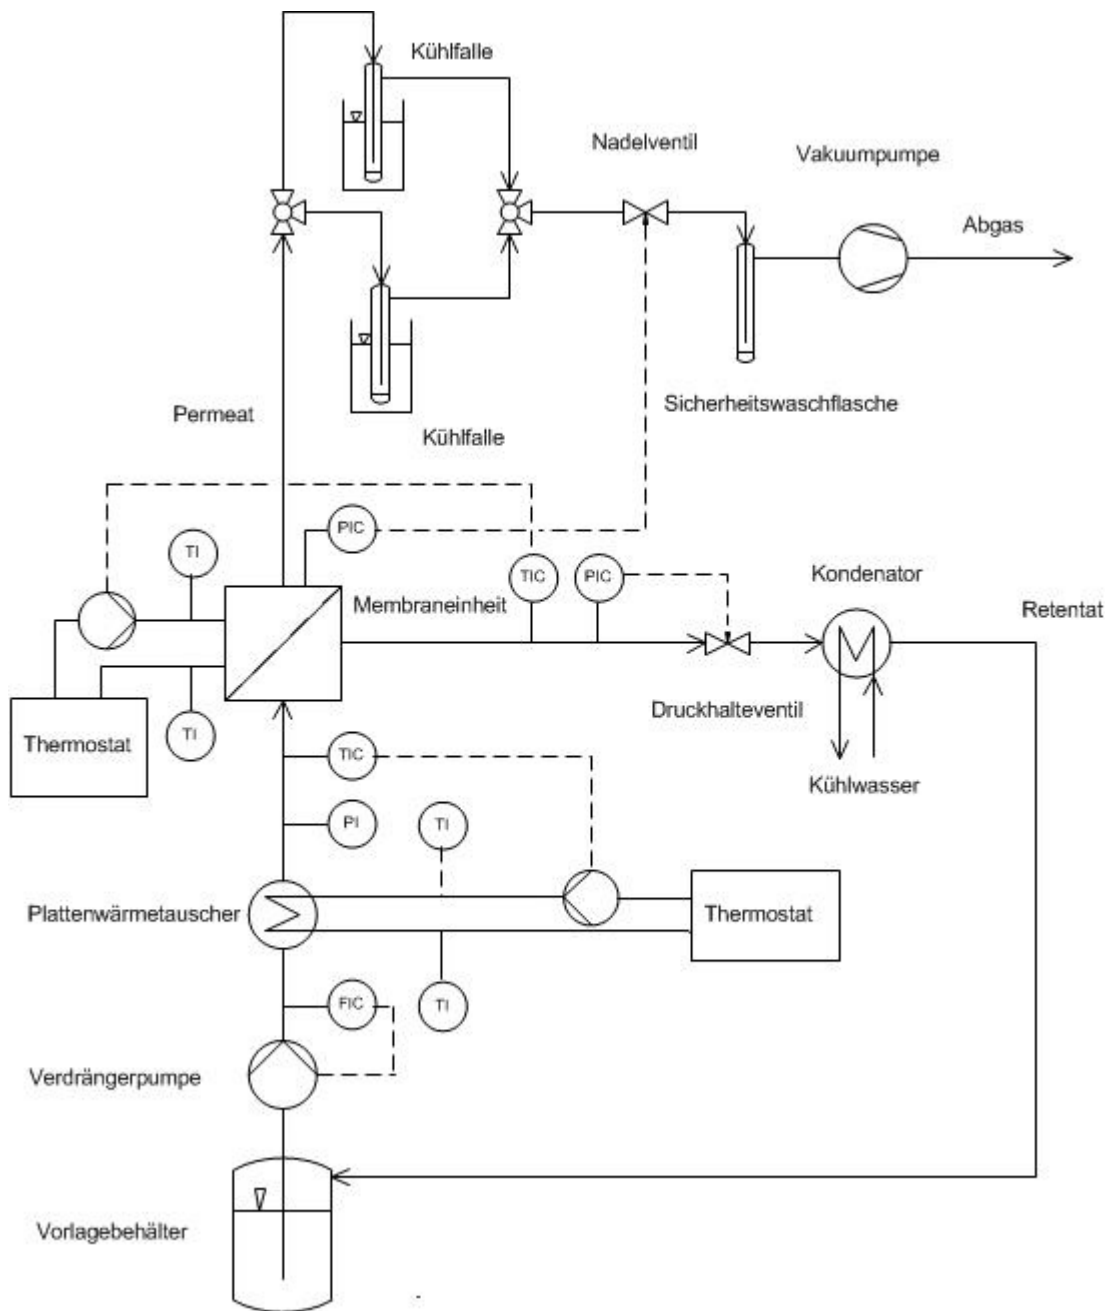 Kühlfalle
Nadelventil
Vakuumpumpe
Abgas
Sicherheitswaschflasche
Permeat
Kühlfalle
PIC
TI
TIC
PIC
Kondenator
Membraneinheit
Retentat
Druckhalteventil
TI
Thermostat
TIC
Kühlwasser
PI
TI
Plattenwärmetauscher
Thermostat
FIC
TI
Verdrängerpumpe
Vorlagebehälter